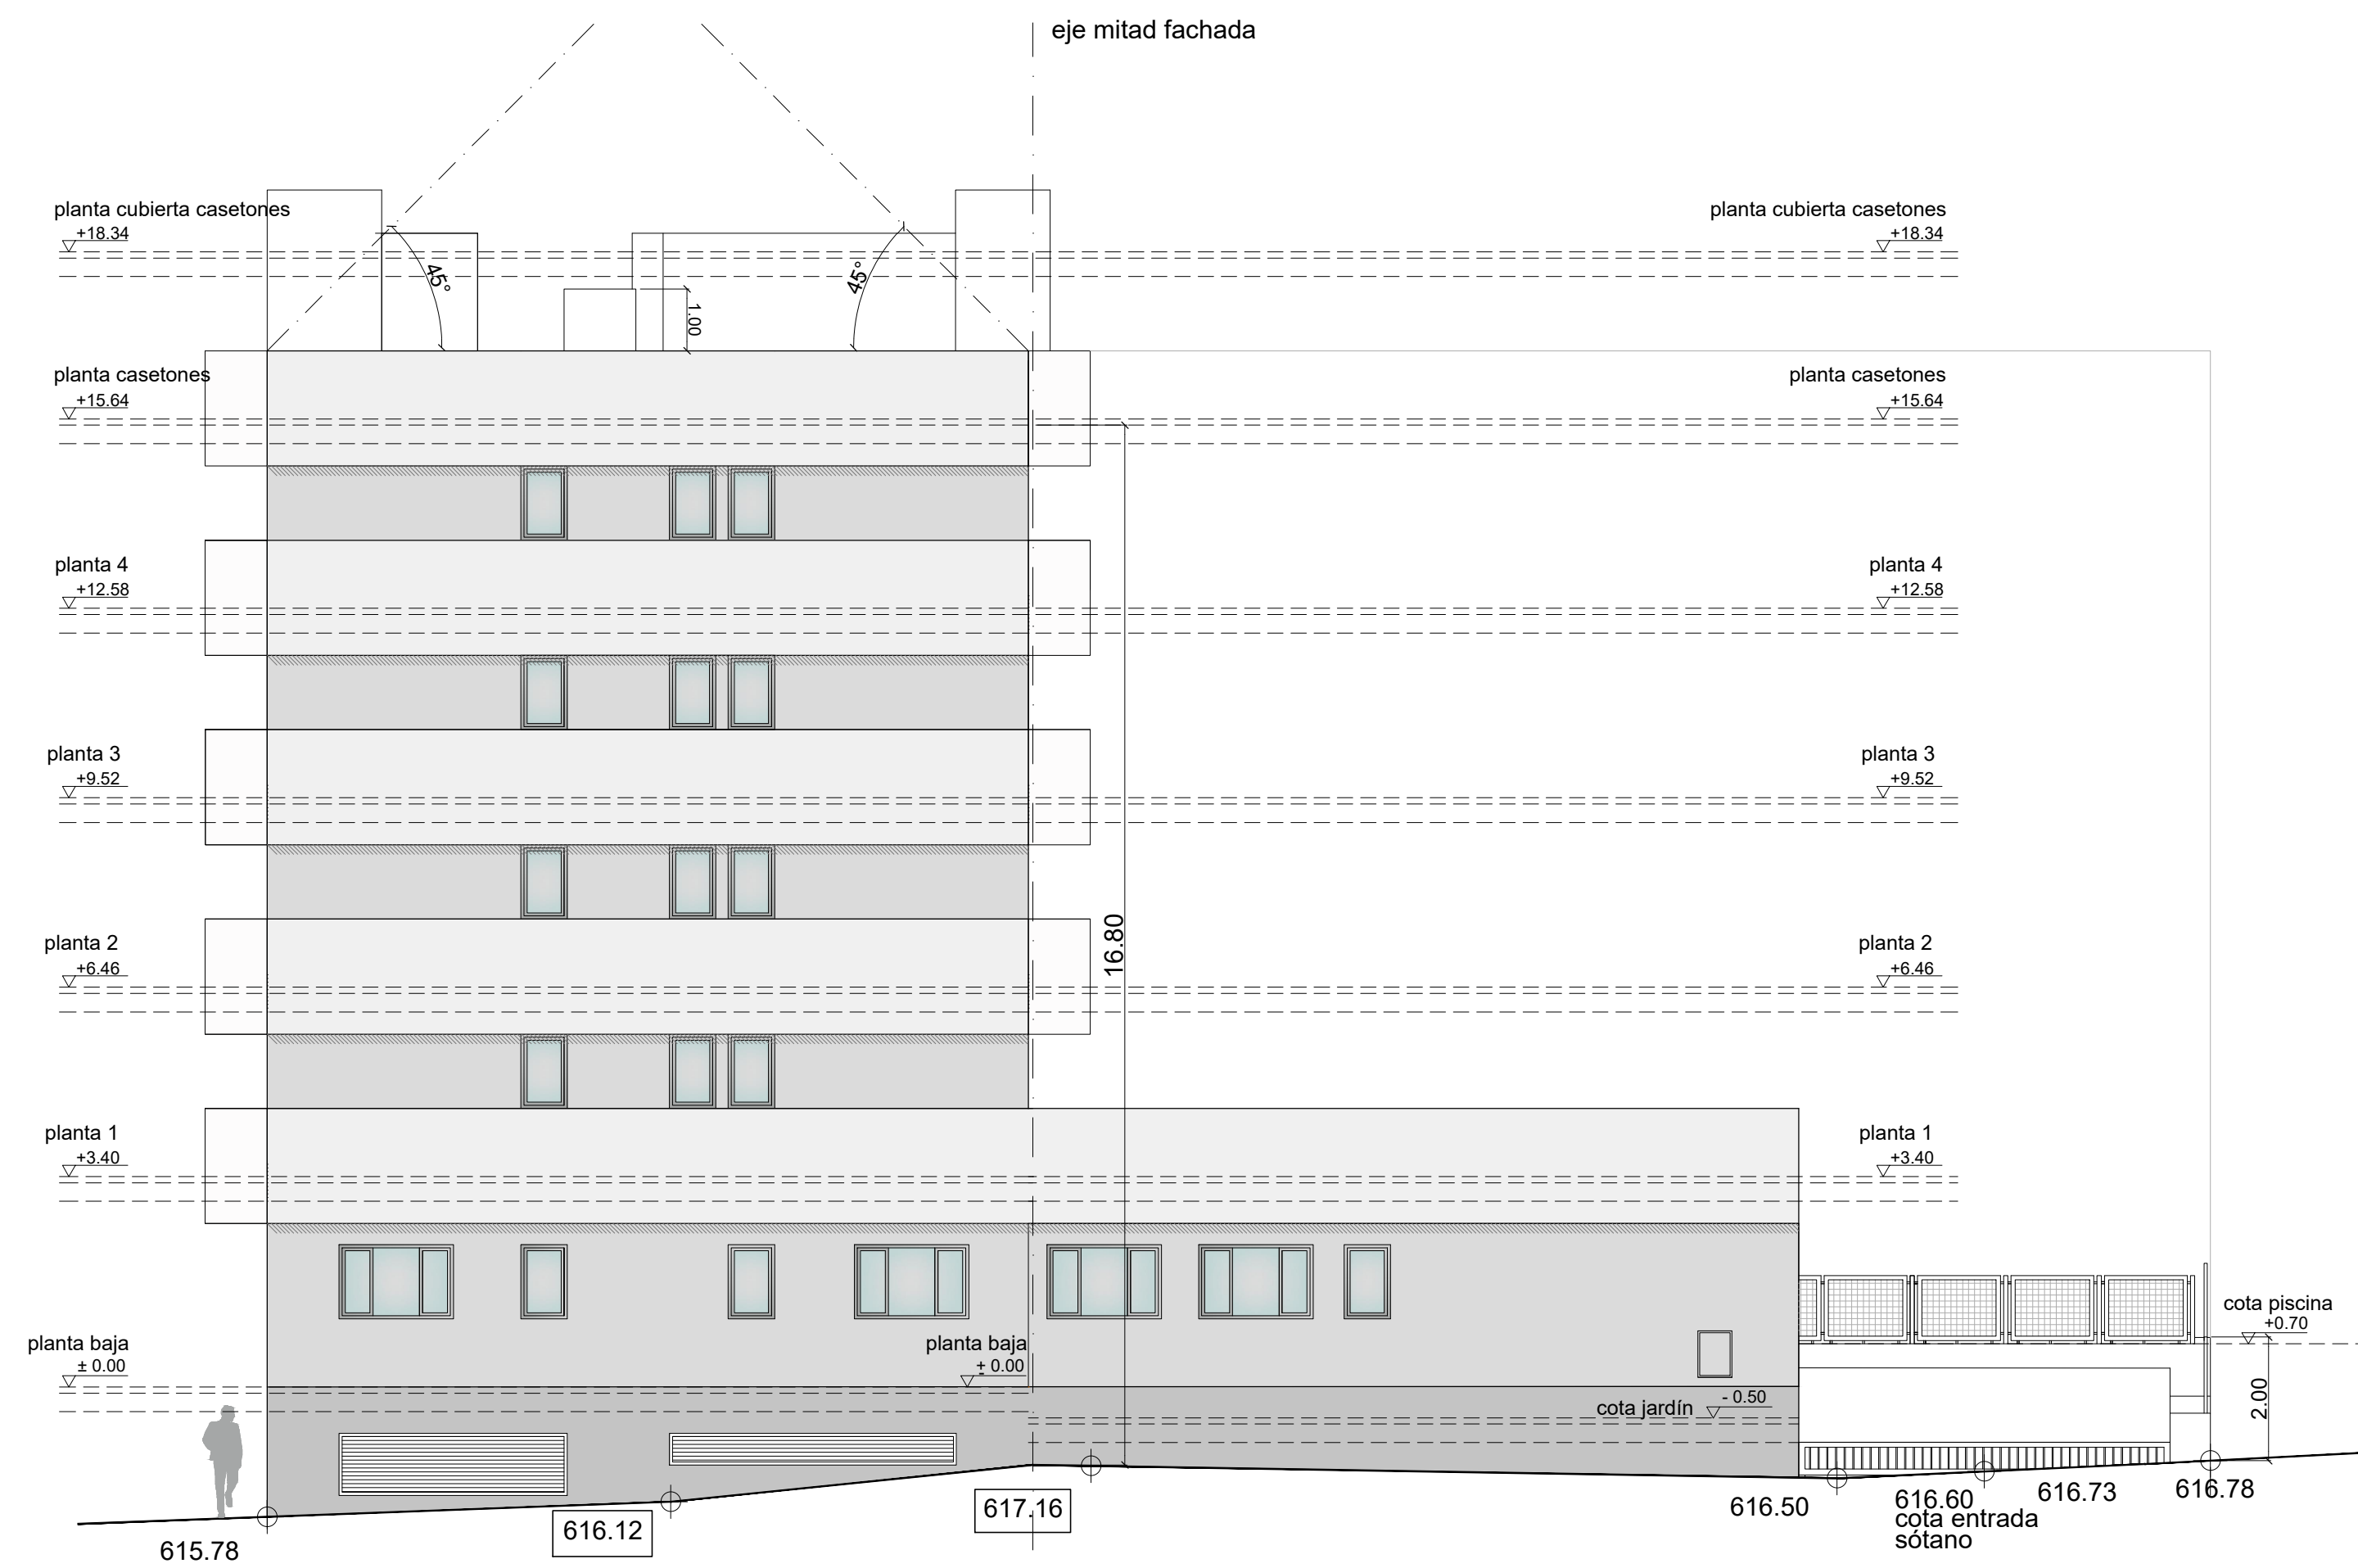 eje mitad fachada
planta cubierta casetones
+18.34
planta cubierta casetones
+18.34
45°
45°
1.00
planta casetones
+15.64
planta casetones
+15.64
planta 4
+12.58
planta 4
+12.58
planta 3
+9.52
planta 3
+9.52
16.80
planta 2
+6.46
planta 2
+6.46
planta 1
+3.40
planta 1
+3.40
cota piscina
+0.70
planta baja
± 0.00
planta baja
± 0.00
cota jardín
- 0.50
2.00
615.78
616.12
617.16
616.50
616.60
cota entrada
sótano
616.73
616.78